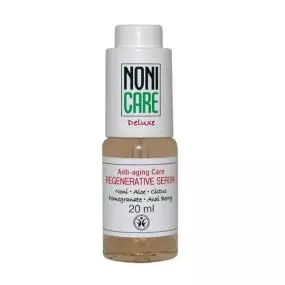 NONI
CARE
Deluxe
Anti-aging Care
REGENERATIVE SERUM
Noni • Aloe • Cistus
Pomegranate • Acai Berry
20 ml